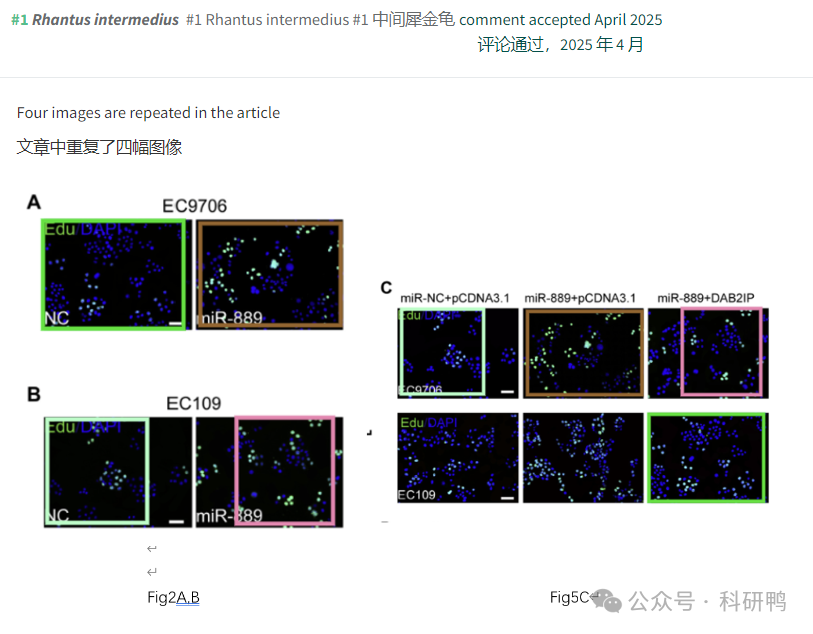 #1 Rhantus intermedius #1 Rhantus intermedius #1 中间犀金龟 comment accepted April 2025
评论通过，2025 年 4 月
Four images are repeated in the article
文章中重复了四幅图像
A
EC9706
Edu/DAPI
NC
miR-889
B
EC109
Edu/DAPI
NC
miR-889
Fig2A.B
C
miR-NC+pCDNA3.1 miR-889+pCDNA3.1 miR-889+DAB2IP
Edu/DAPI
EC9706
Edu/DAPI
EC109
Fig5C
公众号 · 科研鸭